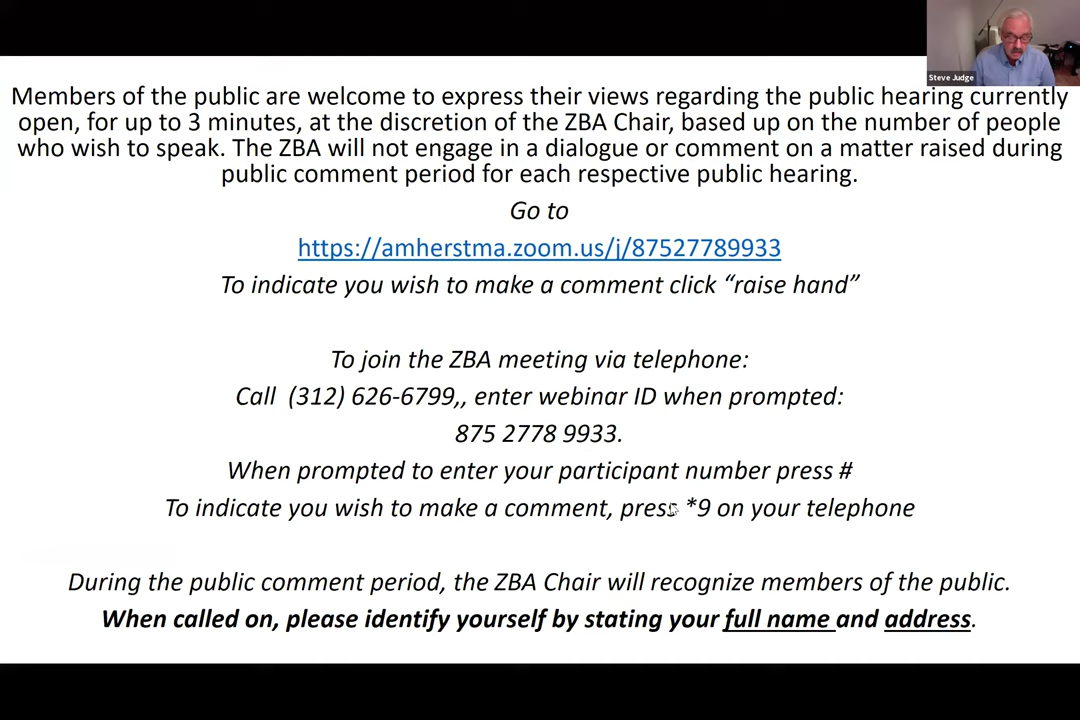 Steve Judge
Members of the public are welcome to express their views regarding the public hearing currently
open, for up to 3 minutes, at the discretion of the ZBA Chair, based up on the number of people
who wish to speak. The ZBA will not engage in a dialogue or comment on a matter raised during
public comment period for each respective public hearing.
Go to
https://amherstma.zoom.us/j/87527789933
To indicate you wish to make a comment click “raise hand”
To join the ZBA meeting via telephone:
Call (312) 626-6799,, enter webinar ID when prompted:
875 2778 9933.
When prompted to enter your participant number press #
To indicate you wish to make a comment, press *9 on your telephone
During the public comment period, the ZBA Chair will recognize members of the public.
When called on, please identify yourself by stating your full name and address.